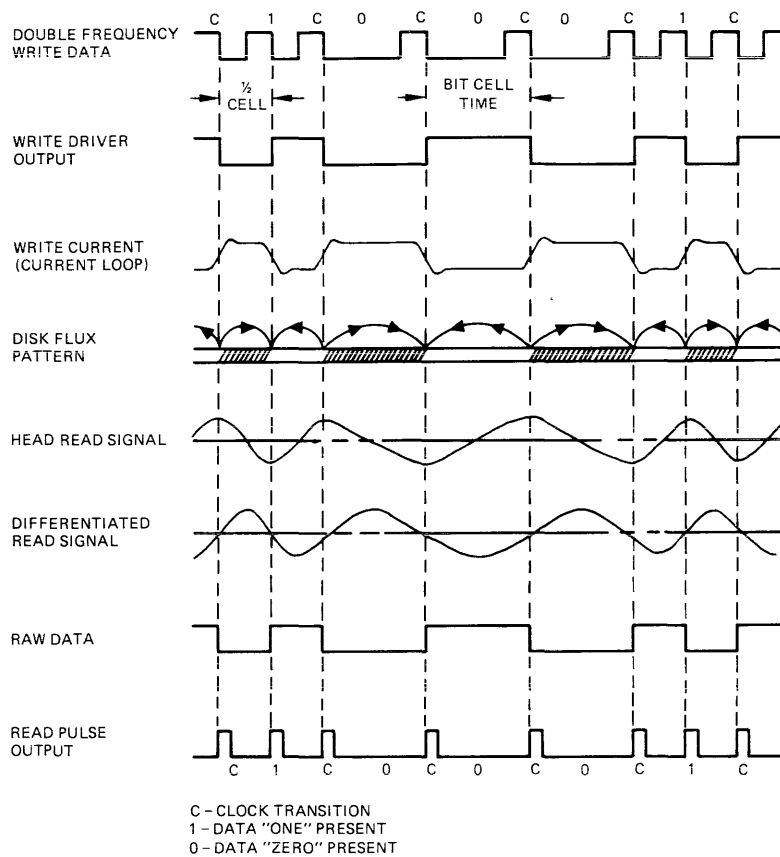 C 1 C 0 C 0 C 0 C 1 C
DOUBLE FREQUENCY
WRITE DATA
½
CELL
BIT CELL
TIME
WRITE DRIVER
OUTPUT
WRITE CURRENT
(CURRENT LOOP)
DISK FLUX
PATTERN
HEAD READ SIGNAL
DIFFERENTIATED
READ SIGNAL
RAW DATA
READ PULSE
OUTPUT
C 1 C 0 C 0 C 0 C 1 C
C – CLOCK TRANSITION
1 – DATA "ONE" PRESENT
0 – DATA "ZERO" PRESENT